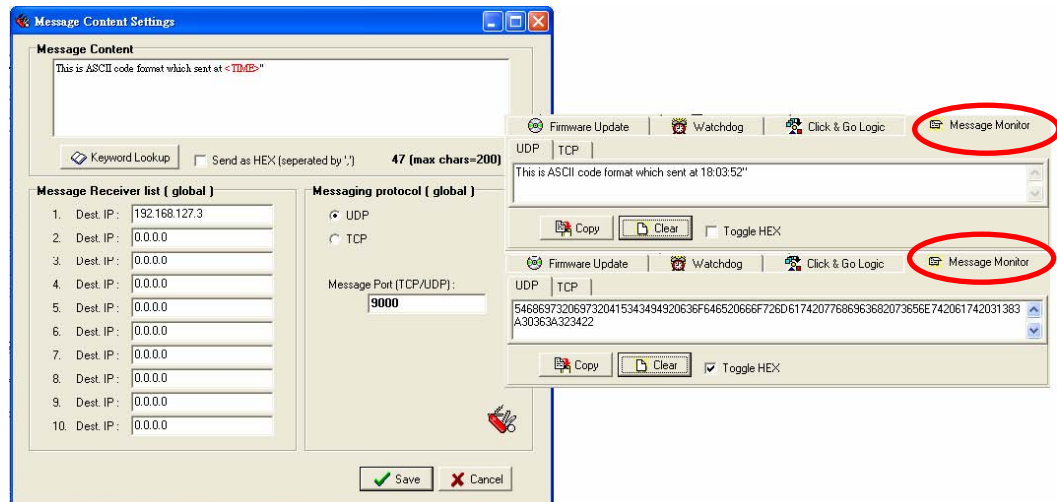 Message Content Settings
Message Content
This is ASCII code format which sent at <TIME>"
Keyword Lookup
Send as HEX (seperated by ',')
47 (max chars=200)
Message Receiver list ( global )
1. Dest. IP : 192.168.127.3
2. Dest. IP : 0.0.0.0
3. Dest. IP : 0.0.0.0
4. Dest. IP : 0.0.0.0
5. Dest. IP : 0.0.0.0
6. Dest. IP : 0.0.0.0
7. Dest. IP : 0.0.0.0
8. Dest. IP : 0.0.0.0
9. Dest. IP : 0.0.0.0
10. Dest. IP : 0.0.0.0
Messaging protocol ( global )
UDP
TCP
Message Port (TCP/UDP) :
9000
Save Cancel
Firmware Update Watchdog Click & Go Logic Message Monitor
UDP TCP
This is ASCII code format which sent at 18:03:52"
Copy Clear Toggle HEX
Firmware Update Watchdog Click & Go Logic Message Monitor
UDP TCP
5468697320697320415343494920636F646520666F726D61742077686963682073656E742061742031383
A30363A323422
Copy Clear Toggle HEX